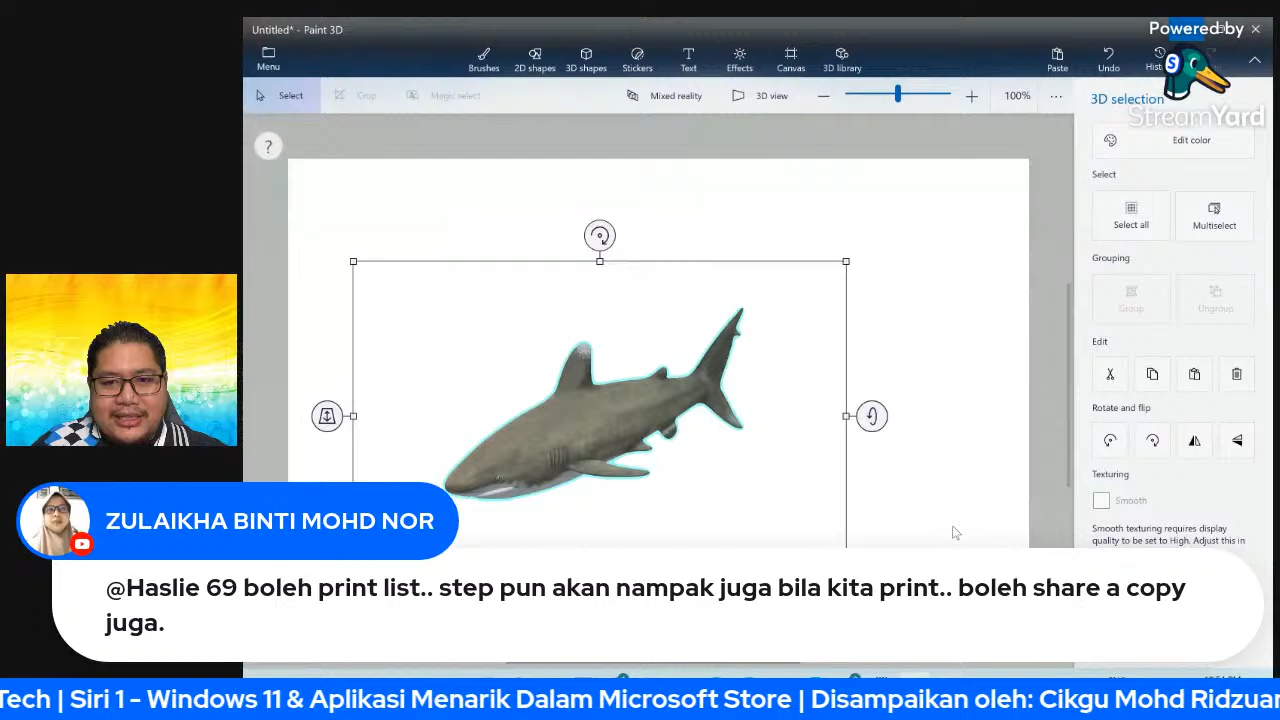 Untitled* - Paint 3D
Powered by
Menu
Brushes
2D shapes
3D shapes
Stickers
Text
Effects
Canvas
3D library
Paste
Undo
S
StreamYard
Select
Crop
Magic select
Mixed reality
3D view
100%
3D selection
?
Edit color
Select
Select all
Multiselect
Grouping
Group
Ungroup
Edit
Rotate and flip
Texturing
Smooth
Smooth texturing requires display
quality to be set to High. Adjust this in
ZULAIKHA BINTI MOHD NOR
@Haslie 69 boleh print list.. step pun akan nampak juga bila kita print.. boleh share a copy
juga.
Tech | Siri 1 - Windows 11 & Aplikasi Menarik Dalam Microsoft Store | Disampaikan oleh: Cikgu Mohd Ridzuan